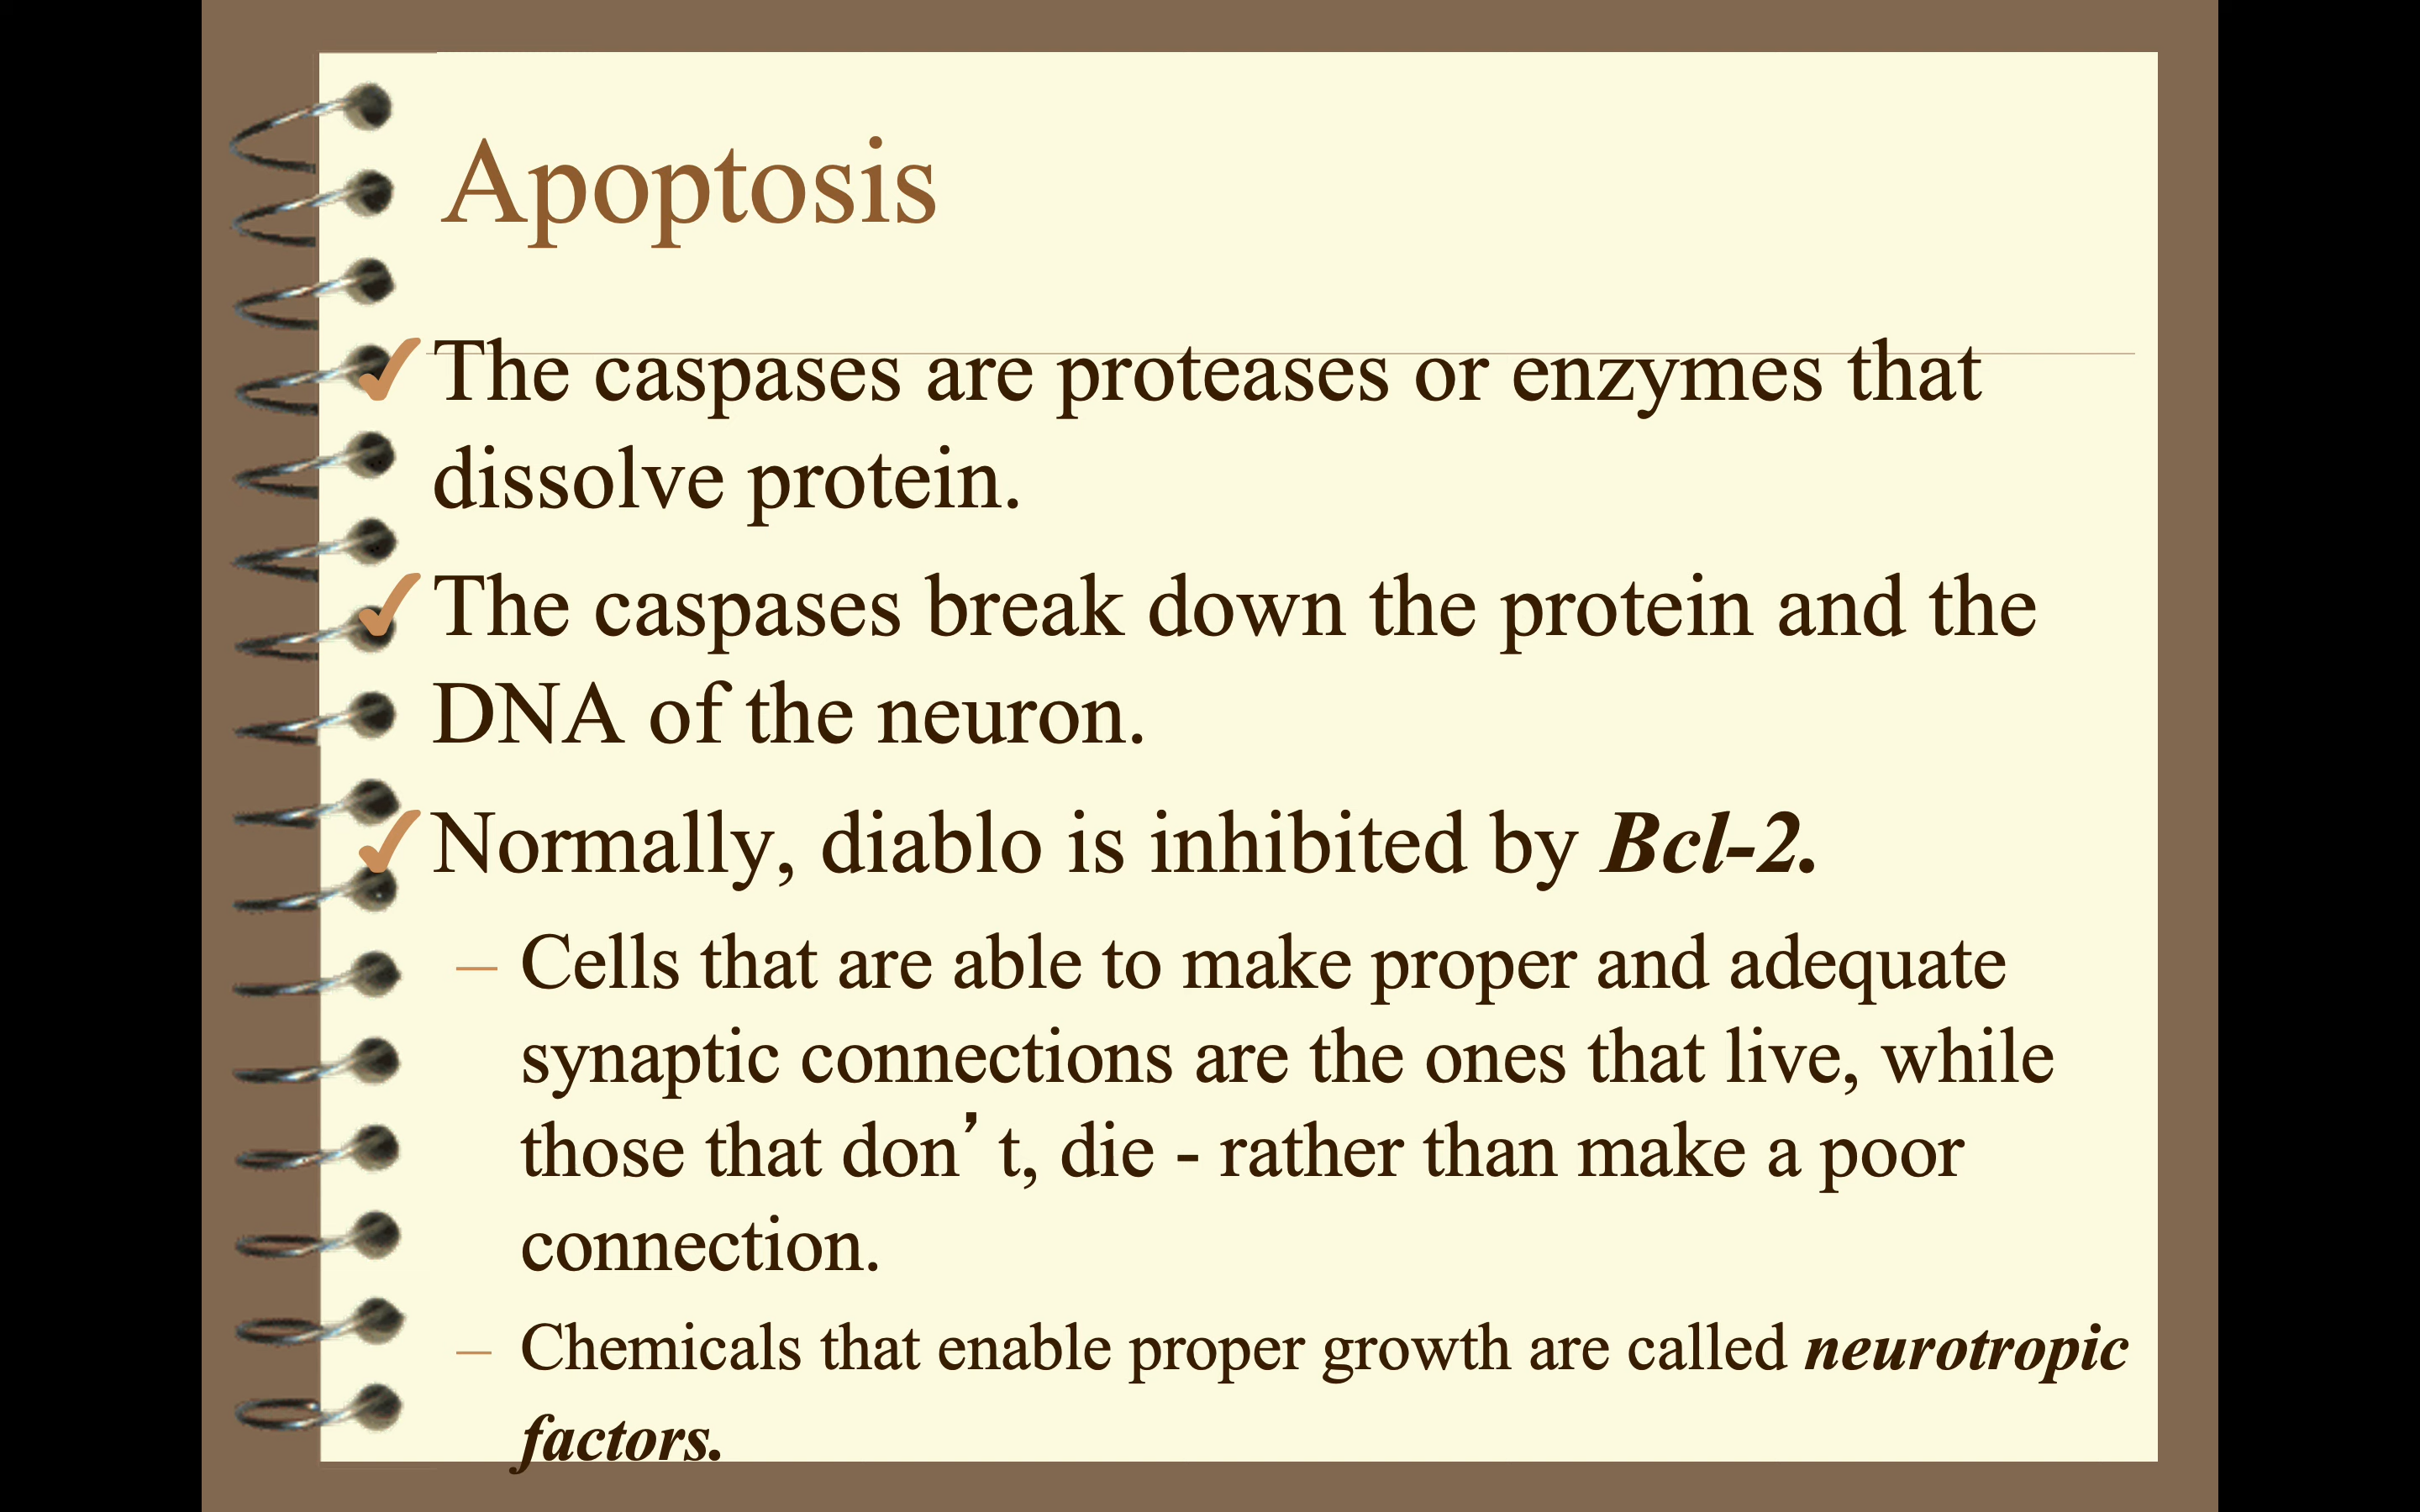 Apoptosis
✓The caspases are proteases or enzymes that
dissolve protein.
✓The caspases break down the protein and the
DNA of the neuron.
✓Normally, diablo is inhibited by Bcl-2.
– Cells that are able to make proper and adequate
synaptic connections are the ones that live, while
those that don’t, die - rather than make a poor
connection.
– Chemicals that enable proper growth are called neurotropic
factors.